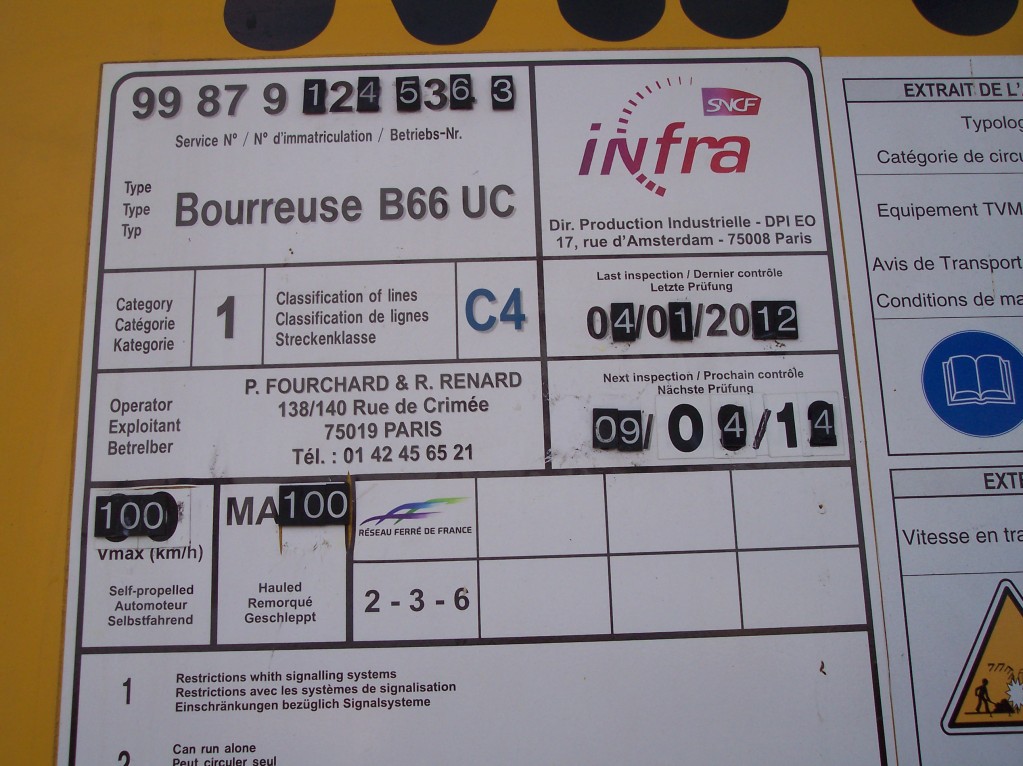 99 87 9 124 536 3
Service N° / N° d'immatriculation / Betriebs-Nr.
Type
Type
Typ
Bourreuse B66 UC
SNCF
infra
Dir. Production Industrielle - DPI EO
17, rue d'Amsterdam - 75008 Paris
Category
Catégorie
Kategorie
1
Classification of lines
Classification de lignes
Streckenklasse
C4
Last inspection / Dernier contrôle
Letzte Prüfung
04/01/2012
Operator
Exploitant
Betrelber
P. FOURCHARD & R. RENARD
138/140 Rue de Crimée
75019 PARIS
Tél. : 01 42 45 65 21
Next inspection / Prochain contrôle
Nächste Prüfung
09/04/14
100
Vmax (km/h)
Self-propelled
Automoteur
Selbstfahrend
MA100
Hauled
Remorqué
Geschleppt
RÉSEAU FERRÉ DE FRANCE
2 - 3 - 6
1
Restrictions whith signalling systems
Restrictions avec les systèmes de signalisation
Einschränkungen bezüglich Signalsysteme
2
Can run alone
Peut circuler seul
EXTRAIT DE L'
Typolog
Catégorie de circu
Equipement TVM
Avis de Transport
Conditions de ma
EXTE
Vitesse en tra